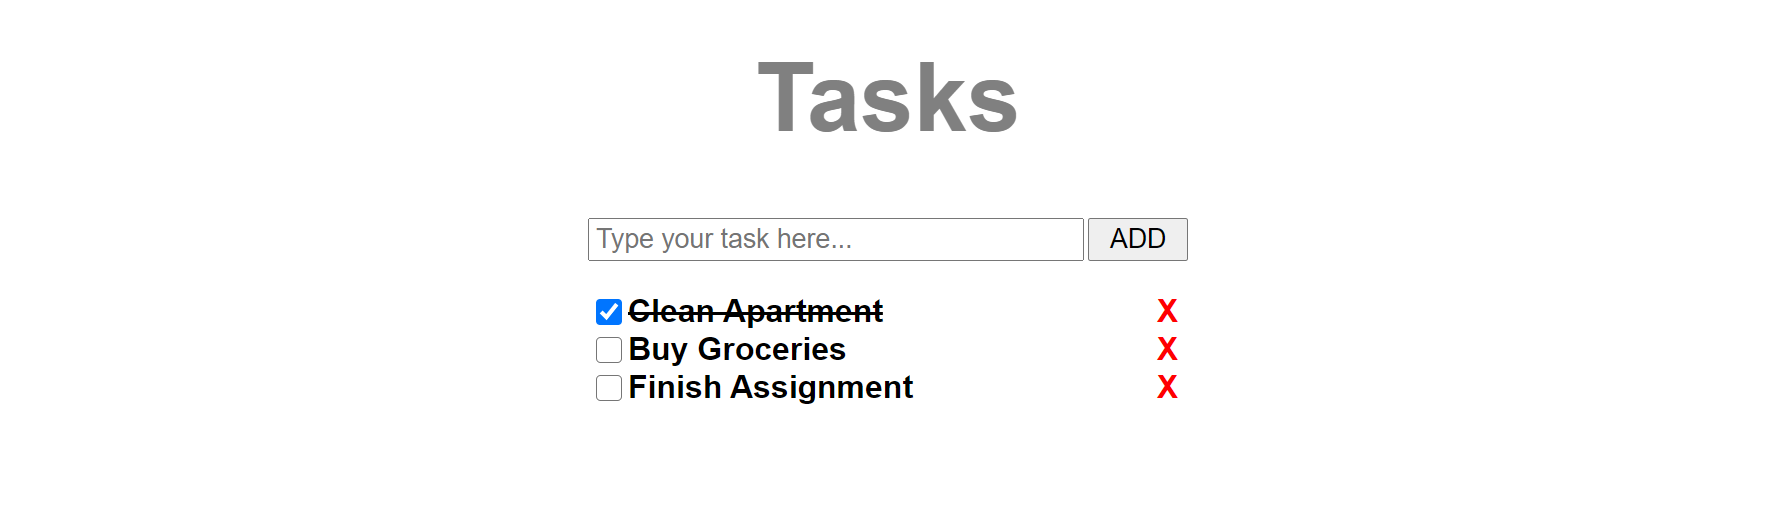 Tasks
Type your task here... ADD
Clean Apartment X
Buy Groceries X
Finish Assignment X